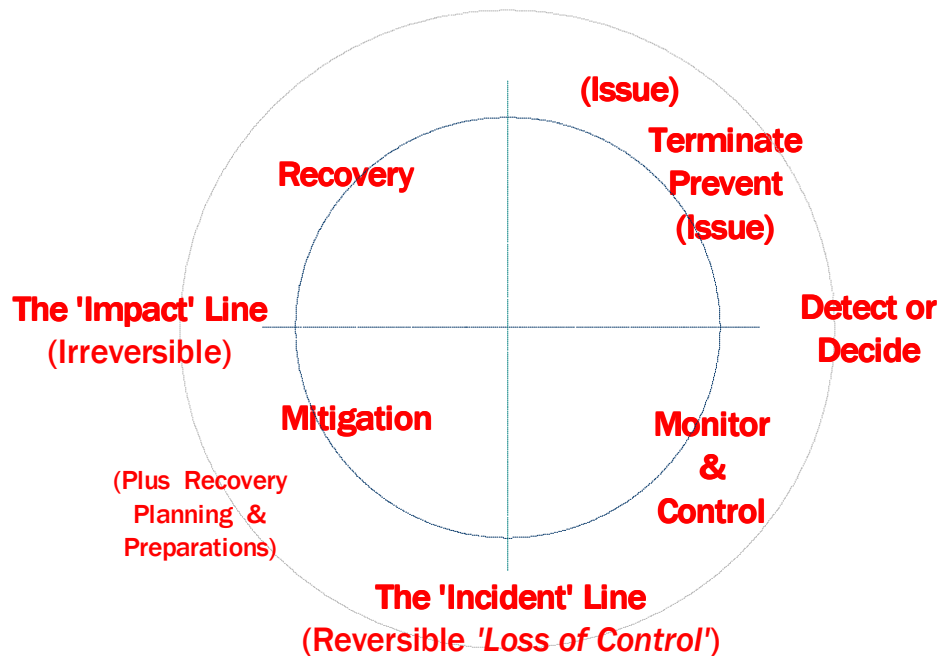 (Issue)
Terminate
Prevent
(Issue)
Recovery
The 'Impact' Line
(Irreversible)
Detect or
Decide
Mitigation
Monitor
&
Control
(Plus Recovery
Planning &
Preparations)
The 'Incident' Line
(Reversible 'Loss of Control')